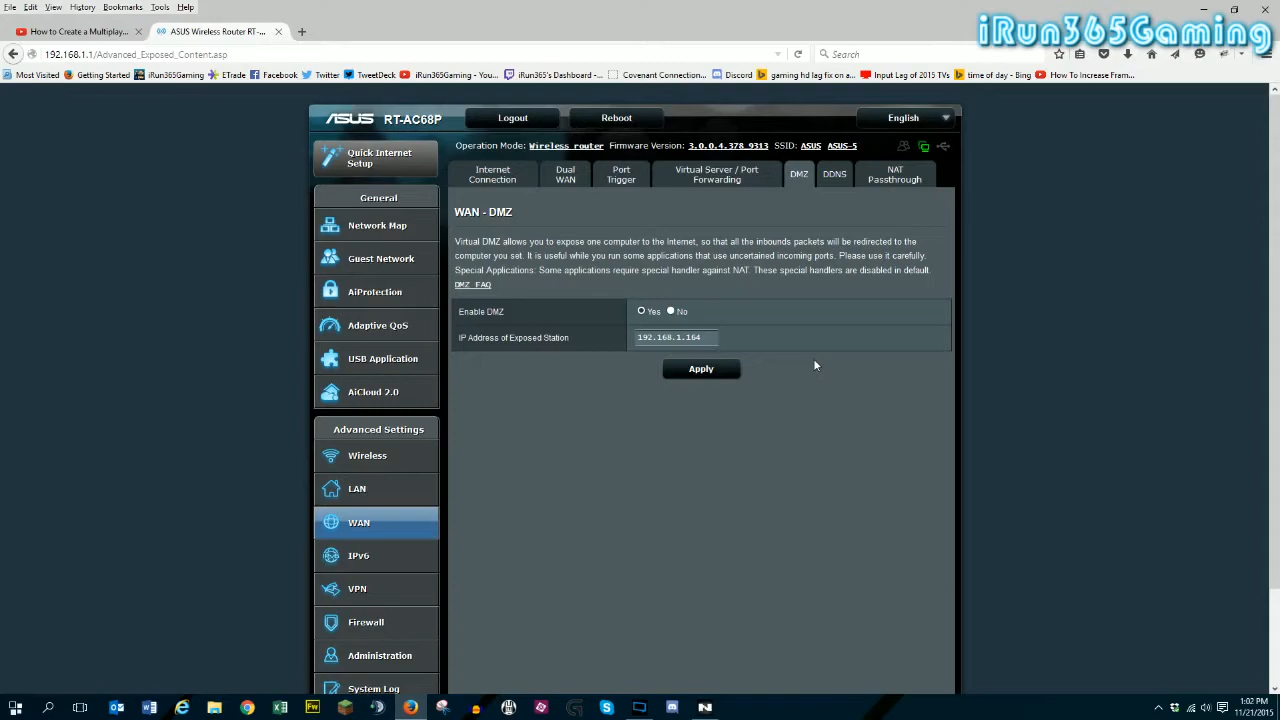 File Edit View History Bookmarks Tools Help
How to Create a Multiplay...
ASUS Wireless Router RT-...
iRun365Gaming
192.168.1.1/Advanced_Exposed_Content.asp
Search
Most Visited Getting Started iRun365Gaming ETrade Facebook Twitter TweetDeck iRun365Gaming - You... iRun365's Dashboard - ... Covenant Connection... Discord gaming hd lag fix on a... Input Lag of 2015 TVs time of day - Bing How To Increase Fram...
ASUS RT-AC68P Logout Reboot English
Quick Internet
Setup
Operation Mode: Wireless router Firmware Version: 3.0.0.4.378_9313 SSID: ASUS ASUS-5
Internet
Connection
Dual
WAN
Port
Trigger
Virtual Server / Port
Forwarding
DMZ
DDNS
NAT
Passthrough
General
Network Map
Guest Network
AiProtection
Adaptive QoS
USB Application
AiCloud 2.0
Advanced Settings
Wireless
LAN
WAN
IPv6
VPN
Firewall
Administration
System Log
WAN - DMZ
Virtual DMZ allows you to expose one computer to the Internet, so that all the inbounds packets will be redirected to the
computer you set. It is useful while you run some applications that use uncertained incoming ports. Please use it carefully.
Special Applications: Some applications require special handler against NAT. These special handlers are disabled in default.
DMZ FAQ
Enable DMZ Yes No
IP Address of Exposed Station 192.168.1.164
Apply
1:02 PM
11/21/2015